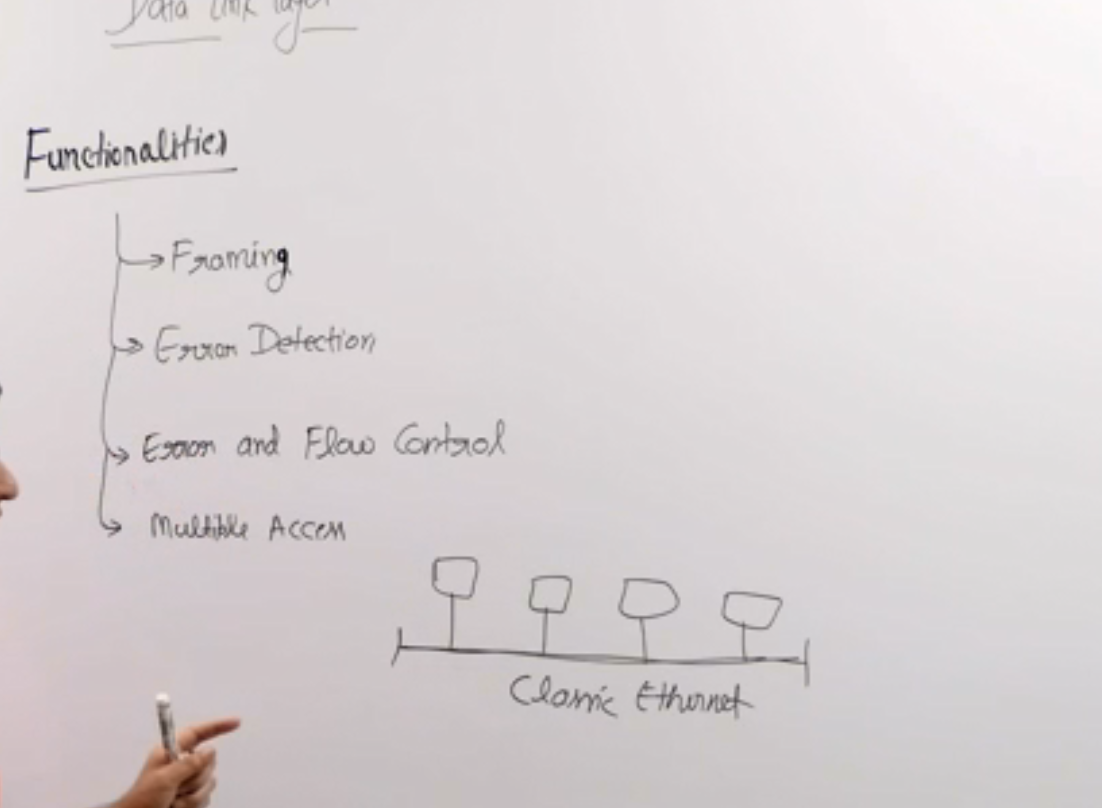 Data Link layer
Functionalities
Framing
Error Detection
Error and Flow Control
Multiple Access
Classic Ethernet